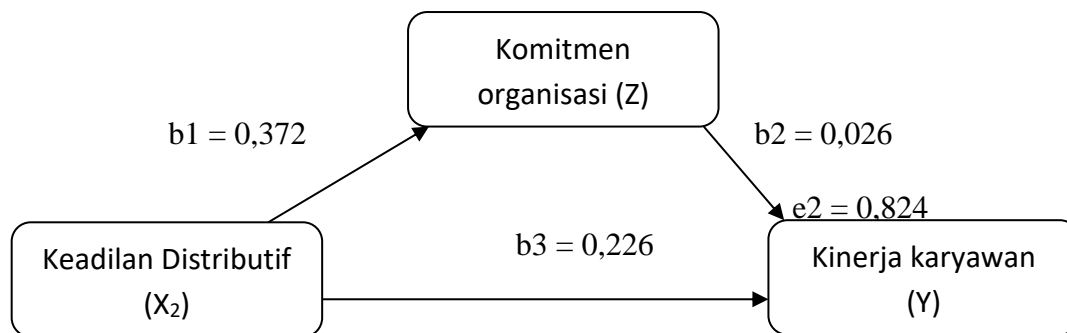 Komitmen
organisasi (Z)
b1 = 0,372
b2 = 0,026
e2 = 0,824
b3 = 0,226
Keadilan Distributif
(X₂)
Kinerja karyawan
(Y)